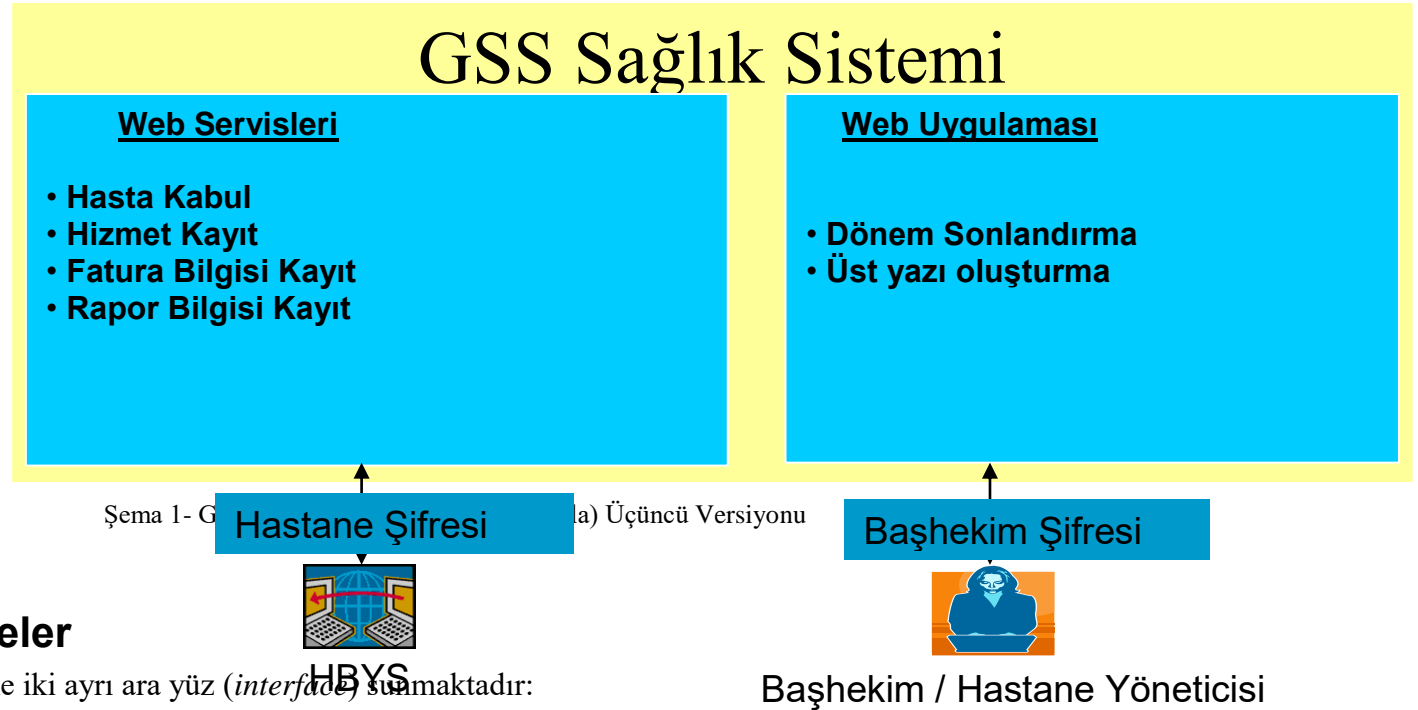 GSS Sağlık Sistemi
Web Servisleri
• Hasta Kabul
• Hizmet Kayıt
• Fatura Bilgisi Kayıt
• Rapor Bilgisi Kayıt
Web Uygulaması
• Dönem Sonlandırma
• Üst yazı oluşturma
Şema 1- G
la) Üçüncü Versiyonu
Hastane Şifresi
Başhekim Şifresi
eler
HBYS
e iki ayrı ara yüz (interface) sunmaktadır:
Başhekim / Hastane Yöneticisi